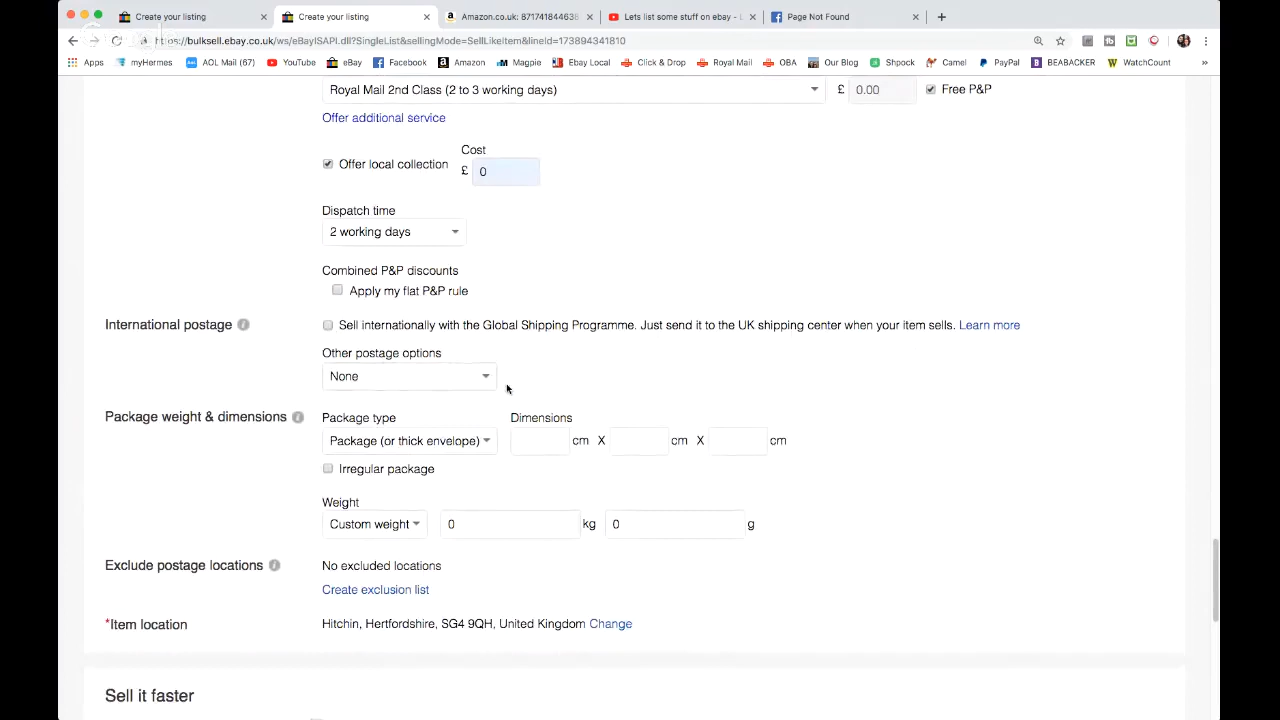 Create your listing
Create your listing
Amazon.co.uk: 871741844638
Lets list some stuff on ebay -
Page Not Found
https://bulksell.ebay.co.uk/ws/eBayISAPI.dll?SingleList&sellingMode=SellLikeItem&lineId=173894341810
Apps myHermes AOL Mail (67) YouTube eBay Facebook Amazon Magpie Ebay Local Click & Drop Royal Mail OBA Our Blog Shpock Camel PayPal BEABACKER WatchCount »
Royal Mail 2nd Class (2 to 3 working days) £ 0.00 Free P&P
Offer additional service
Cost
Offer local collection £ 0
Dispatch time
2 working days
Combined P&P discounts
Apply my flat P&P rule
International postage Sell internationally with the Global Shipping Programme. Just send it to the UK shipping center when your item sells. Learn more
Other postage options
None
Package weight & dimensions Package type Dimensions
Package (or thick envelope) cm X cm X cm
Irregular package
Weight
Custom weight 0 kg 0 g
Exclude postage locations No excluded locations
Create exclusion list
*Item location Hitchin, Hertfordshire, SG4 9QH, United Kingdom Change
Sell it faster